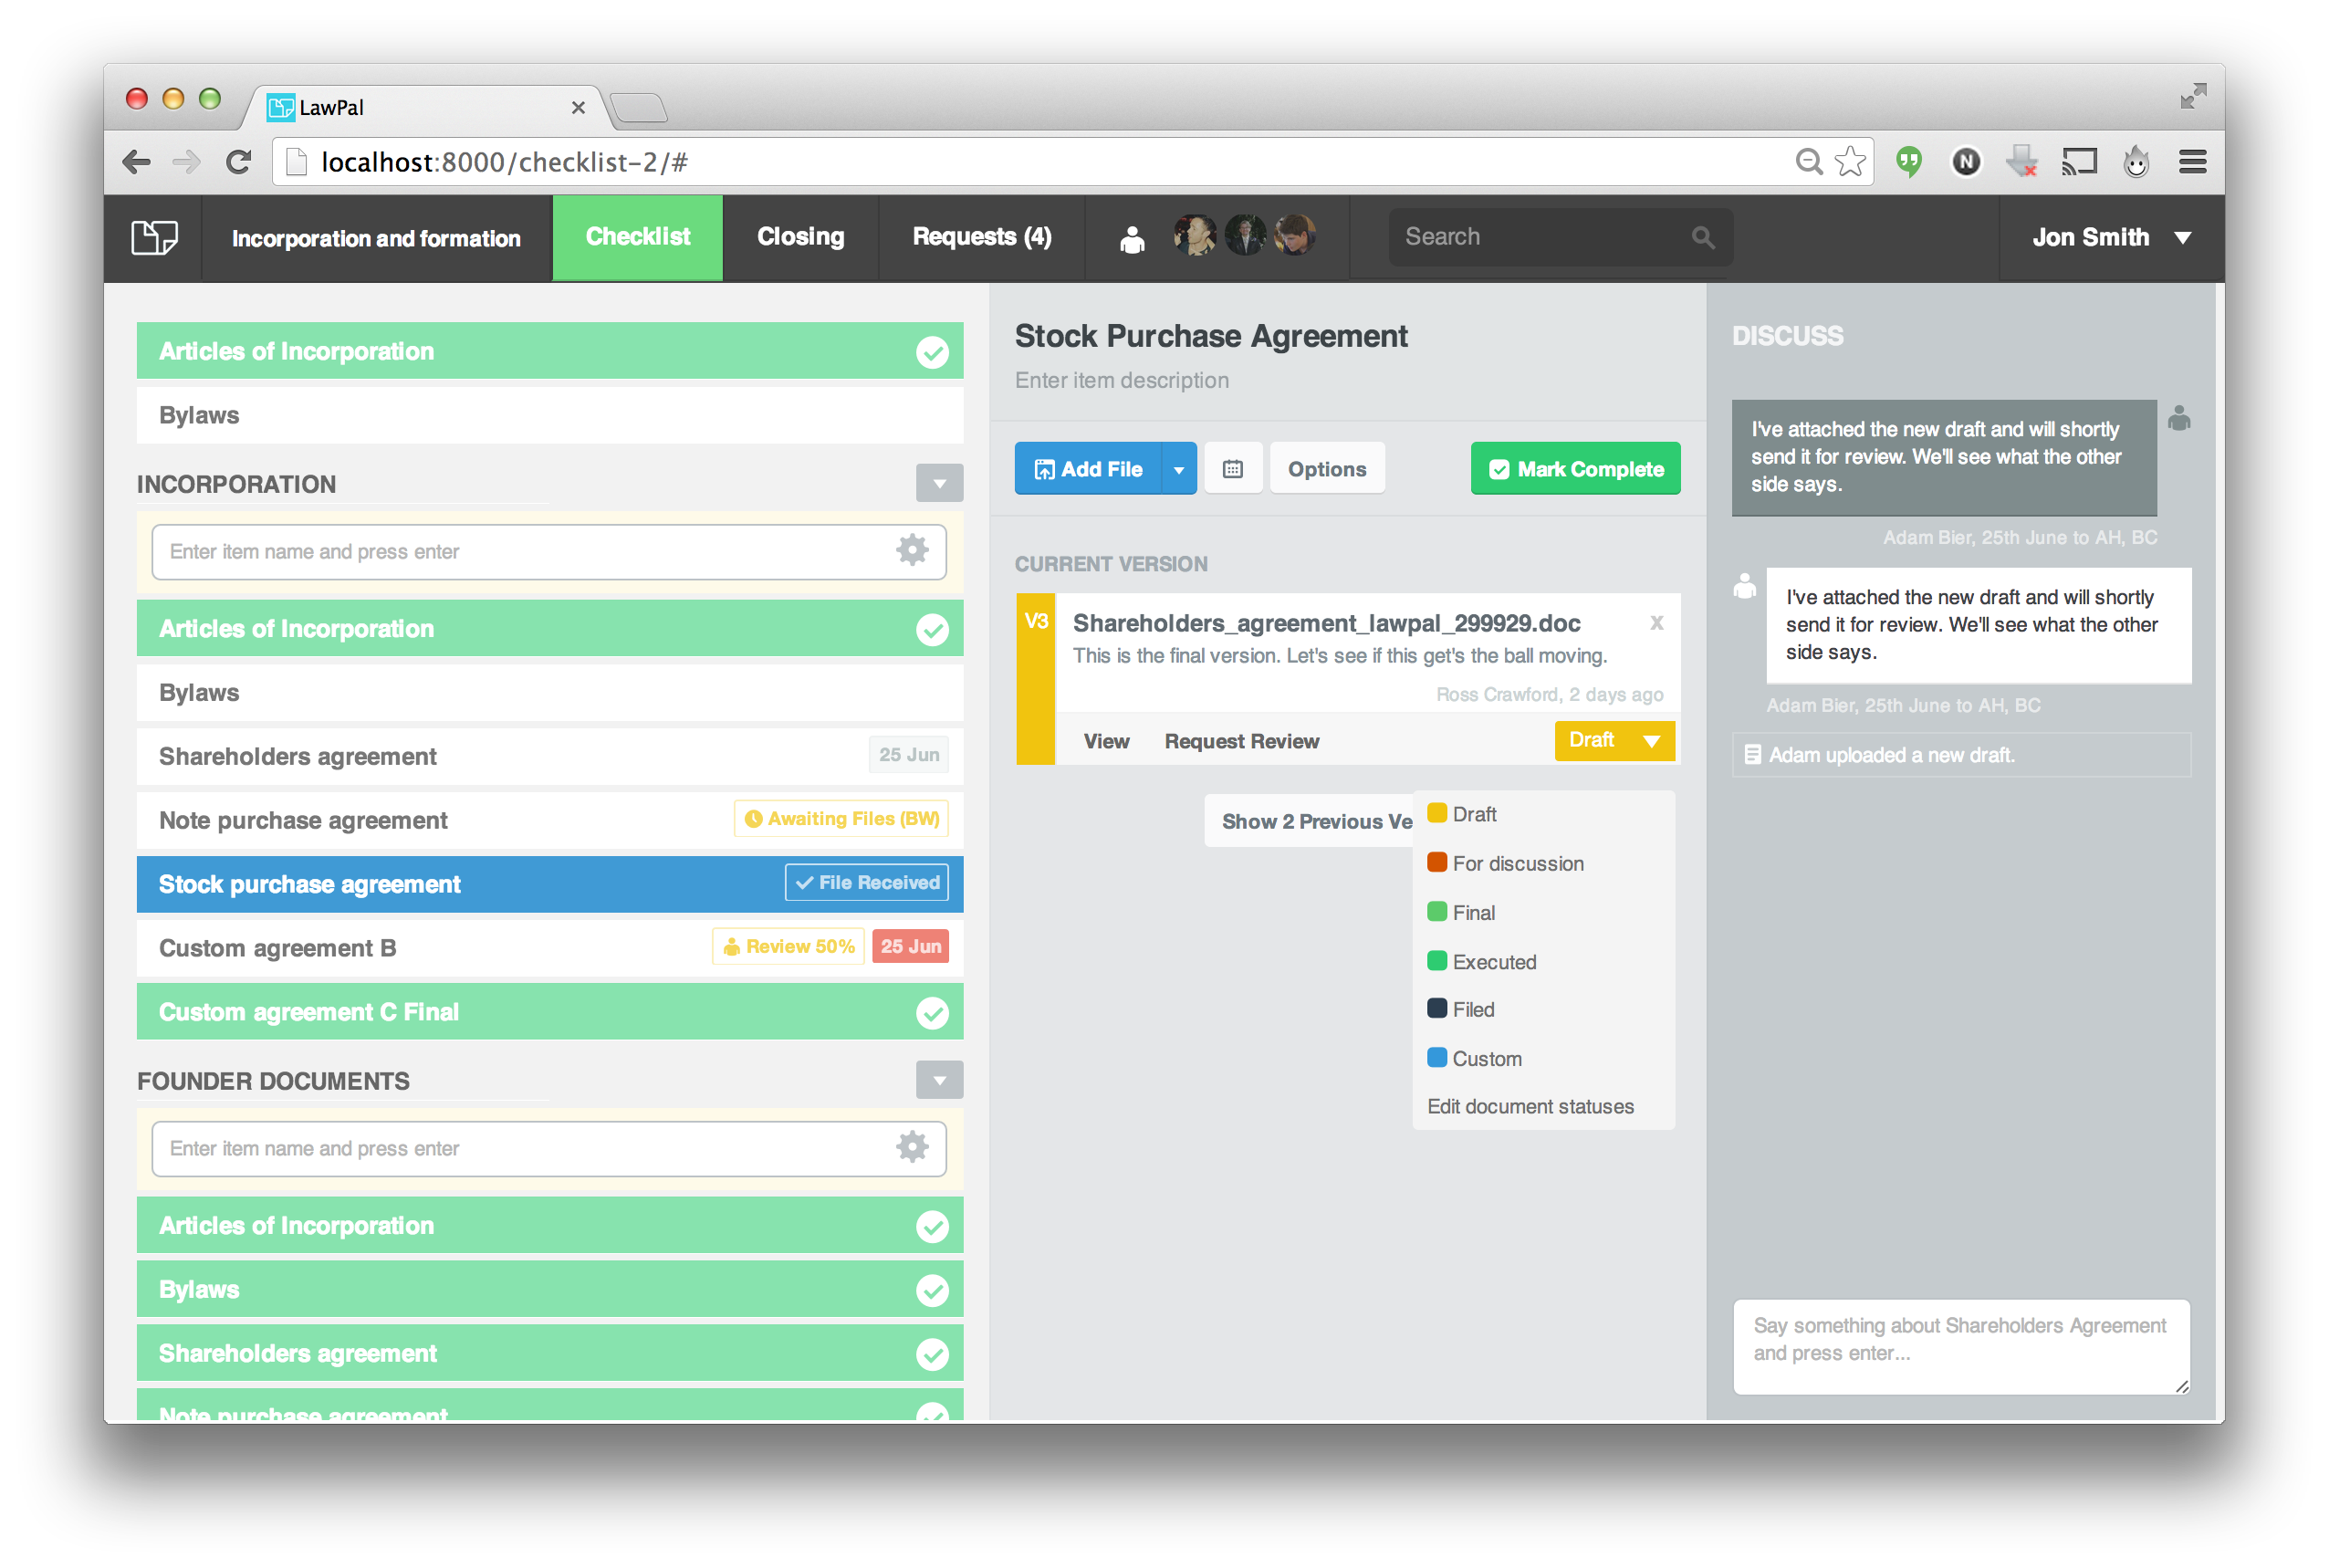 LawPal
localhost:8000/checklist-2/#
Incorporation and formation
Checklist
Closing
Requests (4)
Search
Jon Smith
Articles of Incorporation
Bylaws
INCORPORATION
Enter item name and press enter
Articles of Incorporation
Bylaws
Shareholders agreement
25 Jun
Note purchase agreement
Awaiting Files (BW)
Stock purchase agreement
File Received
Custom agreement B
Review 50%
25 Jun
Custom agreement C Final
FOUNDER DOCUMENTS
Enter item name and press enter
Articles of Incorporation
Bylaws
Shareholders agreement
Note purchase agreement
Stock Purchase Agreement
Enter item description
Add File
Options
Mark Complete
CURRENT VERSION
V3
Shareholders_agreement_lawpal_299929.doc
x
This is the final version. Let's see if this get's the ball moving.
Ross Crawford, 2 days ago
View
Request Review
Draft
Show 2 Previous Ve
Draft
For discussion
Final
Executed
Filed
Custom
Edit document statuses
DISCUSS
I've attached the new draft and will shortly
send it for review. We'll see what the other
side says.
Adam Bier, 25th June to AH, BC
I've attached the new draft and will shortly
send it for review. We'll see what the other
side says.
Adam Bier, 25th June to AH, BC
Adam uploaded a new draft.
Say something about Shareholders Agreement
and press enter...